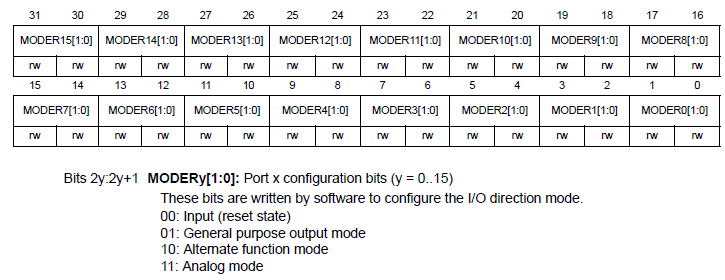 31 30 29 28 27 26 25 24 23 22 21 20 19 18 17 16
MODER15[1:0] MODER14[1:0] MODER13[1:0] MODER12[1:0] MODER11[1:0] MODER10[1:0] MODER9[1:0] MODER8[1:0]
rw rw rw rw rw rw rw rw rw rw rw rw rw rw rw rw
15 14 13 12 11 10 9 8 7 6 5 4 3 2 1 0
MODER7[1:0] MODER6[1:0] MODER5[1:0] MODER4[1:0] MODER3[1:0] MODER2[1:0] MODER1[1:0] MODER0[1:0]
rw rw rw rw rw rw rw rw rw rw rw rw rw rw rw rw
Bits 2y:2y+1 MODERy[1:0]: Port x configuration bits (y = 0..15)
These bits are written by software to configure the I/O direction mode.
00: Input (reset state)
01: General purpose output mode
10: Alternate function mode
11: Analog mode